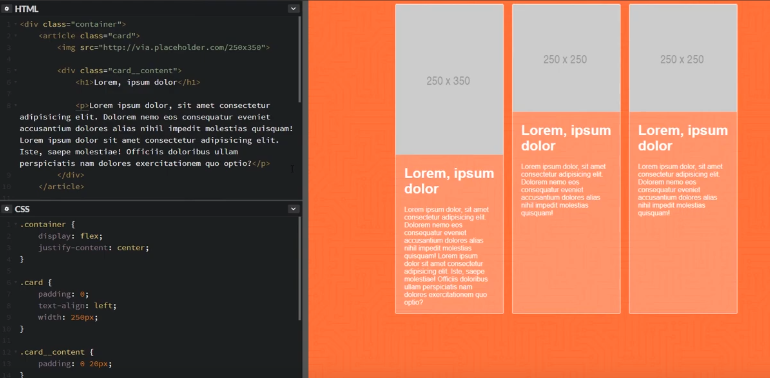 HTML
<div class="container">
<article class="card">
<img src="http://via.placeholder.com/250x350">
<div class="card__content">
<h1>Lorem, ipsum dolor</h1>
<p>Lorem ipsum dolor, sit amet consectetur
adipisicing elit. Dolorem nemo eos consequatur eveniet
accusantium dolores alias nihil impedit molestias quisquam!
Lorem ipsum dolor sit amet consectetur adipisicing elit.
Iste, saepe molestiae! Officiis doloribus ullam
perspiciatis nam dolores exercitationem quo optio?</p>
</div>
</article>
CSS
.container {
display: flex;
justify-content: center;
}
.card {
padding: 0;
text-align: left;
width: 250px;
}
.card__content {
padding: 0 20px;
}
250 x 350
Lorem, ipsum
dolor
Lorem ipsum dolor, sit amet
consectetur adipisicing elit.
Dolorem nemo eos
consequatur eveniet
accusantium dolores alias
nihil impedit molestias
quisquam! Lorem ipsum
dolor sit amet consectetur
adipisicing elit. Iste, saepe
molestiae! Officiis doloribus
ullam perspiciatis nam
dolores exercitationem quo
optio?
250 x 250
Lorem, ipsum
dolor
Lorem ipsum dolor, sit amet
consectetur adipisicing elit.
Dolorem nemo eos
consequatur eveniet
accusantium dolores alias
nihil impedit molestias
quisquam!
250 x 250
Lorem, ipsum
dolor
Lorem ipsum dolor, sit amet
consectetur adipisicing elit.
Dolorem nemo eos
consequatur eveniet
accusantium dolores alias
nihil impedit molestias
quisquam!